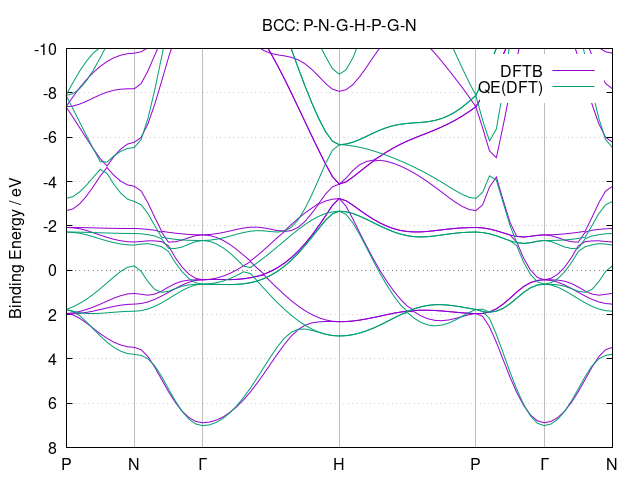 BCC: P-N-G-H-P-G-N
-10
-8
-6
-4
-2
0
2
4
6
8
Binding Energy / eV
DFTB
QE(DFT)
P N Γ H P Γ N